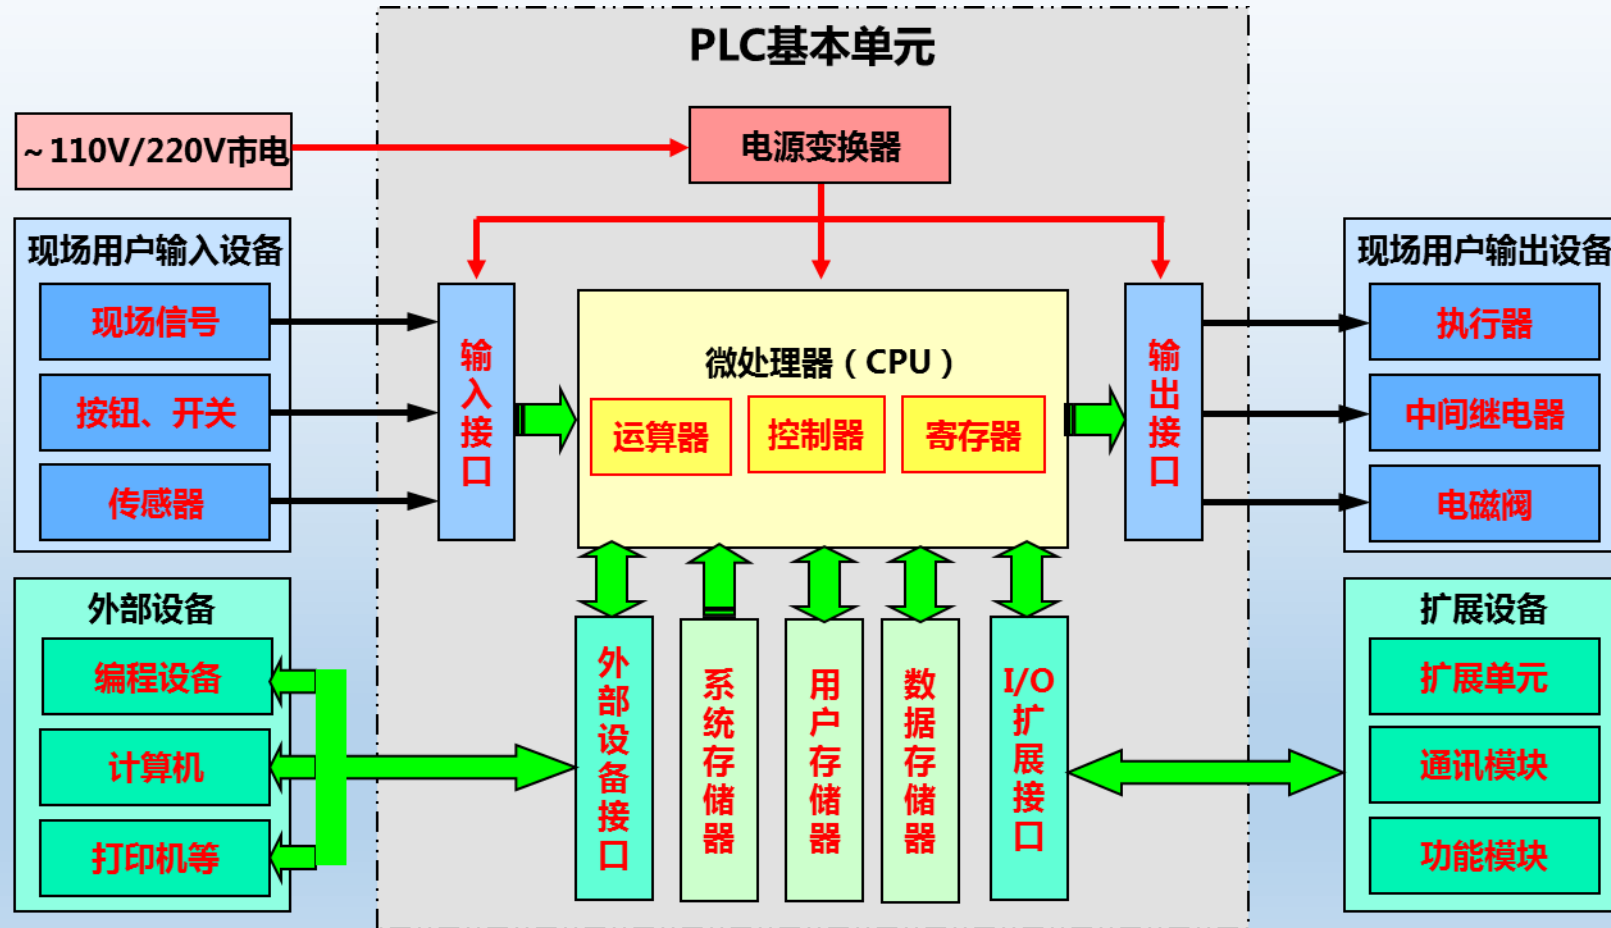 PLC基本单元
～110V/220V市电
电源变换器
现场用户输入设备
现场信号
按钮、开关
传感器
输入接口
微处理器（CPU）
运算器
控制器
寄存器
输出接口
现场用户输出设备
执行器
中间继电器
电磁阀
外部设备
编程设备
计算机
打印机等
外部设备接口
系统存储器
用户存储器
数据存储器
I/O扩展接口
扩展设备
扩展单元
通讯模块
功能模块